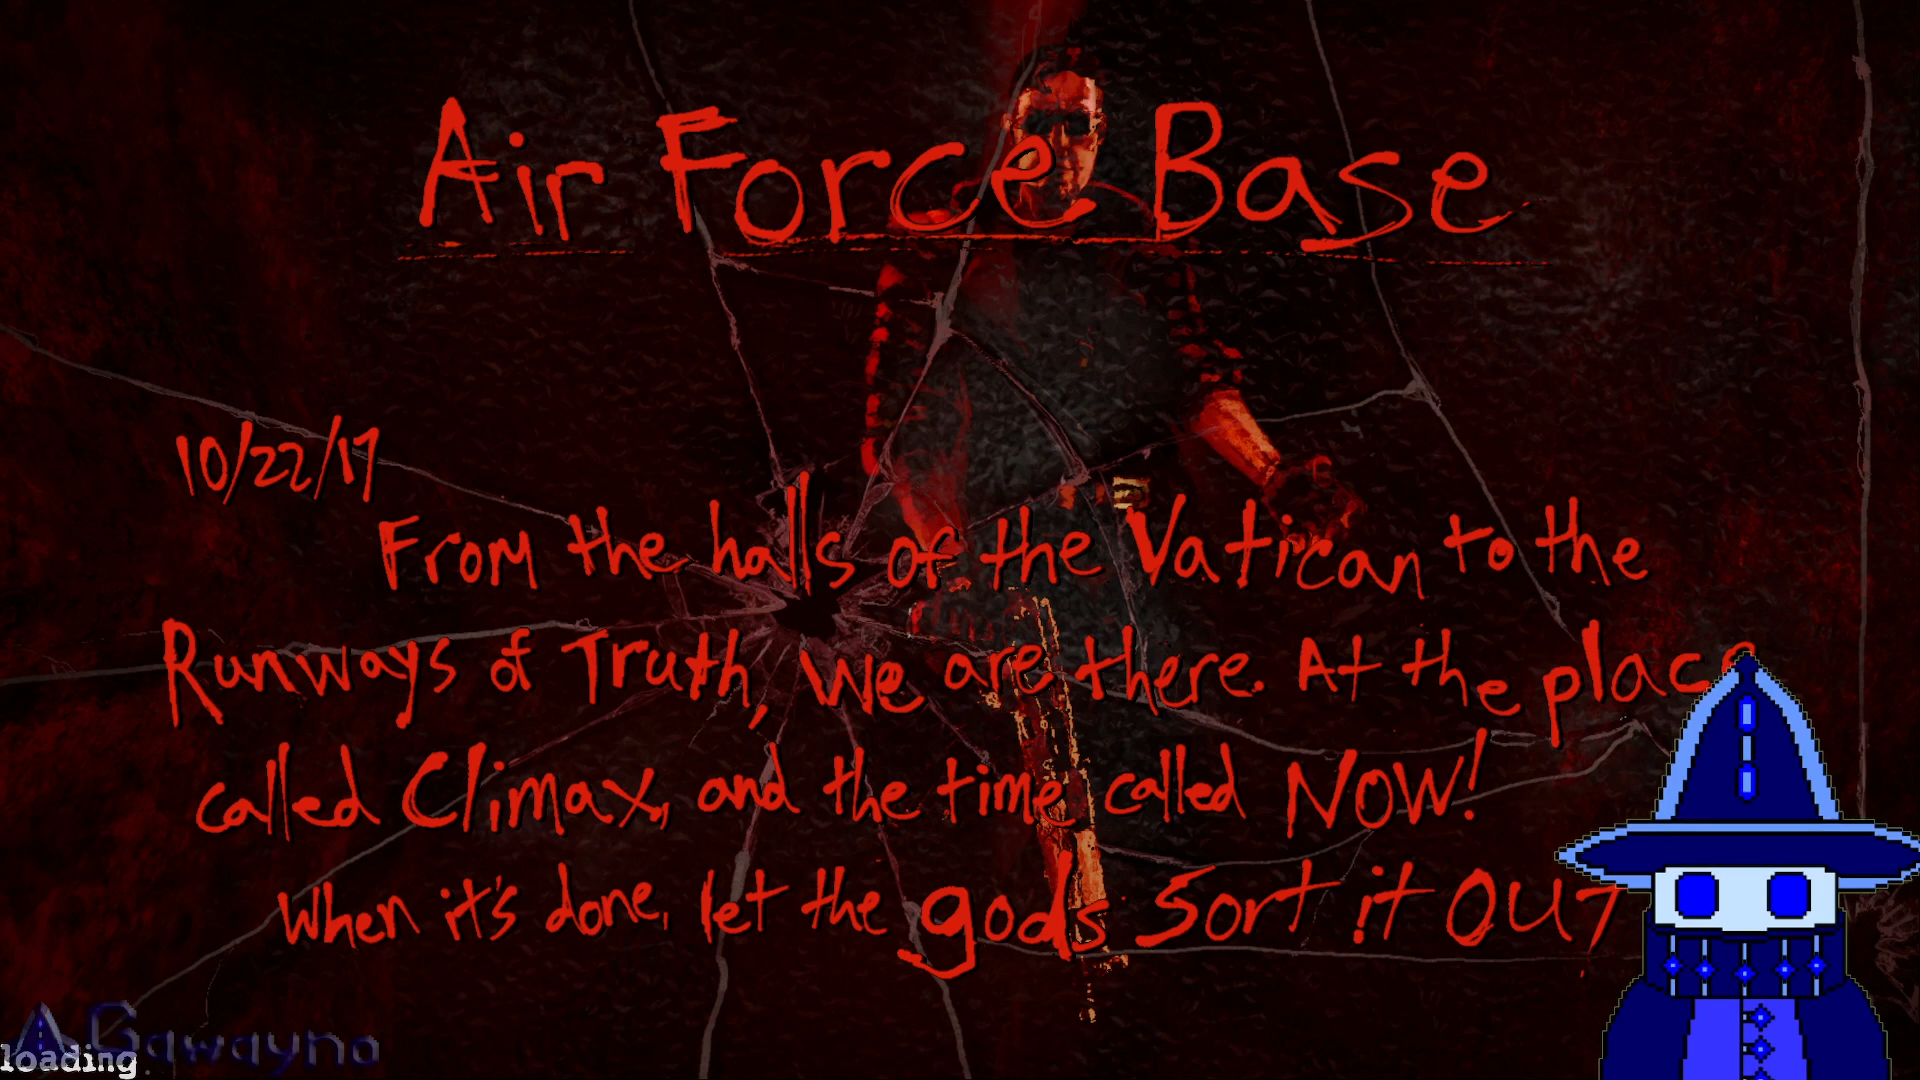 Air Force Base
10/22/17
From the halls of the Vatican to the
Runways of Truth, we are there. At the place
called Climax, and the time called NOW!
When it's done, let the gods Sort it OUT
Gawayno
loading